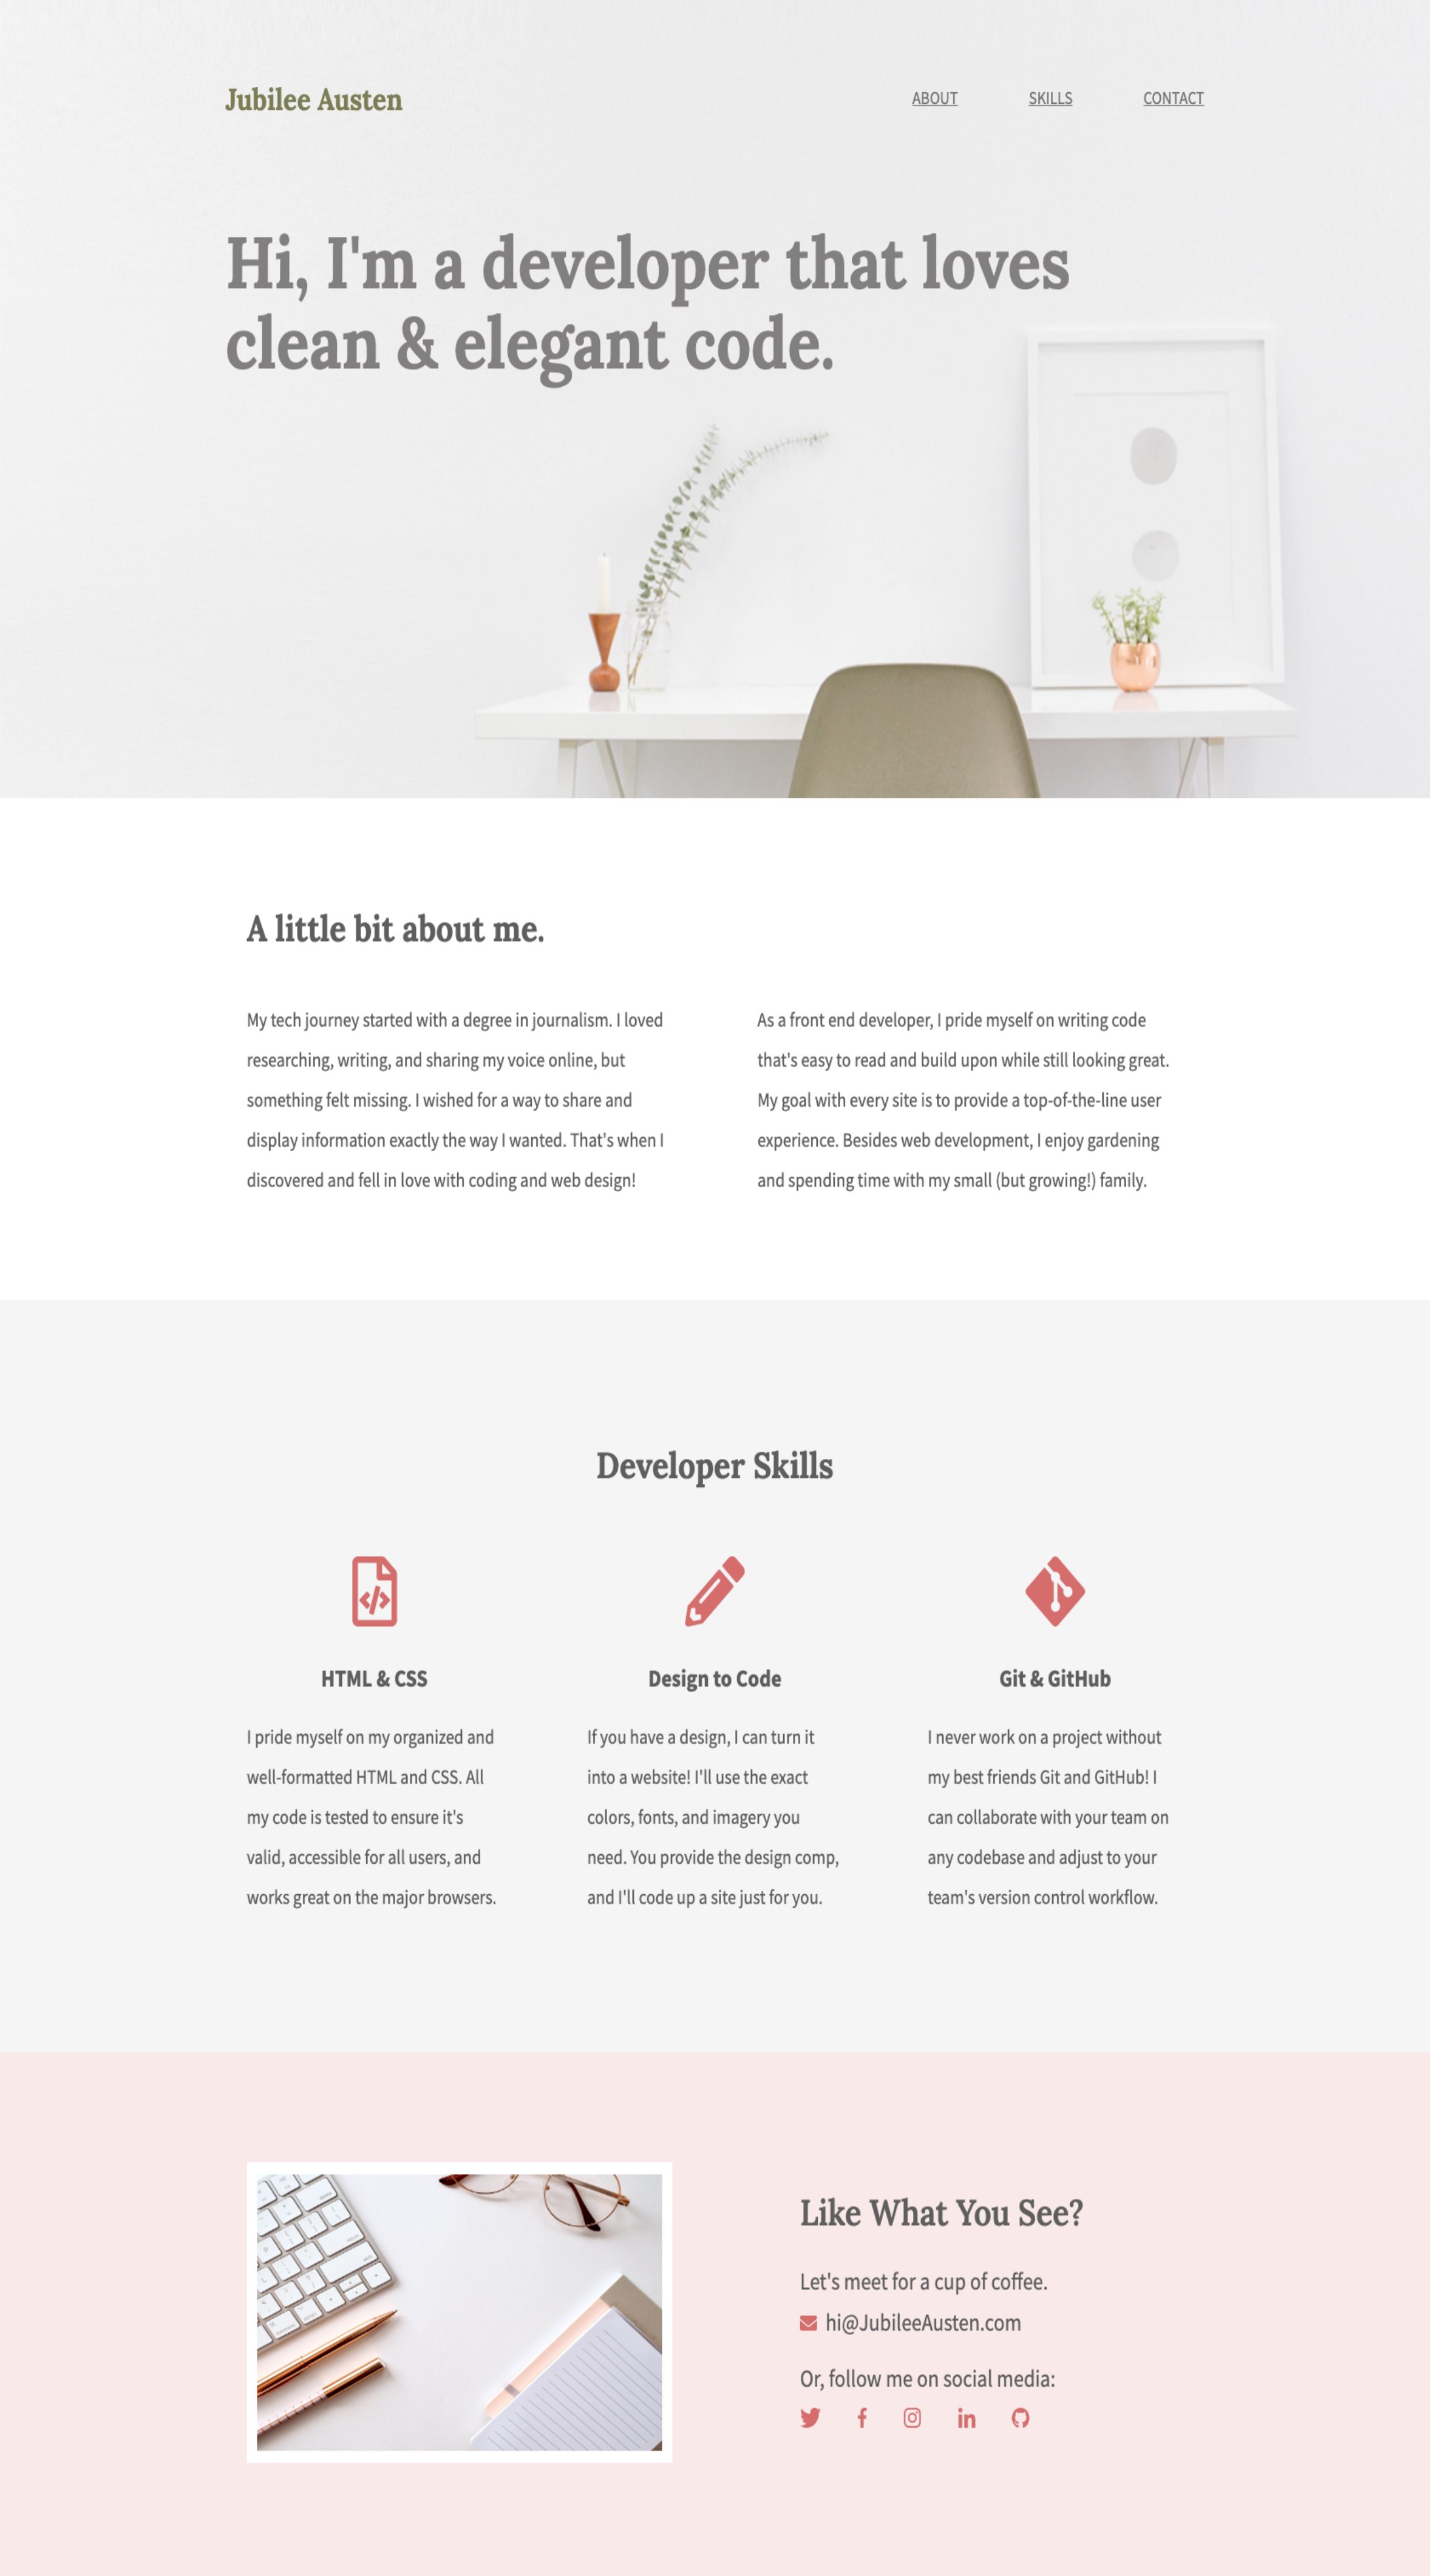 Jubilee Austen
ABOUT SKILLS CONTACT
Hi, I'm a developer that loves
clean & elegant code.
A little bit about me.
My tech journey started with a degree in journalism. I loved
researching, writing, and sharing my voice online, but
something felt missing. I wished for a way to share and
display information exactly the way I wanted. That's when I
discovered and fell in love with coding and web design!
As a front end developer, I pride myself on writing code
that's easy to read and build upon while still looking great.
My goal with every site is to provide a top-of-the-line user
experience. Besides web development, I enjoy gardening
and spending time with my small (but growing!) family.
Developer Skills
HTML & CSS
I pride myself on my organized and
well-formatted HTML and CSS. All
my code is tested to ensure it's
valid, accessible for all users, and
works great on the major browsers.
Design to Code
If you have a design, I can turn it
into a website! I'll use the exact
colors, fonts, and imagery you
need. You provide the design comp,
and I'll code up a site just for you.
Git & GitHub
I never work on a project without
my best friends Git and GitHub! I
can collaborate with your team on
any codebase and adjust to your
team's version control workflow.
Like What You See?
Let's meet for a cup of coffee.
hi@JubileeAusten.com
Or, follow me on social media: